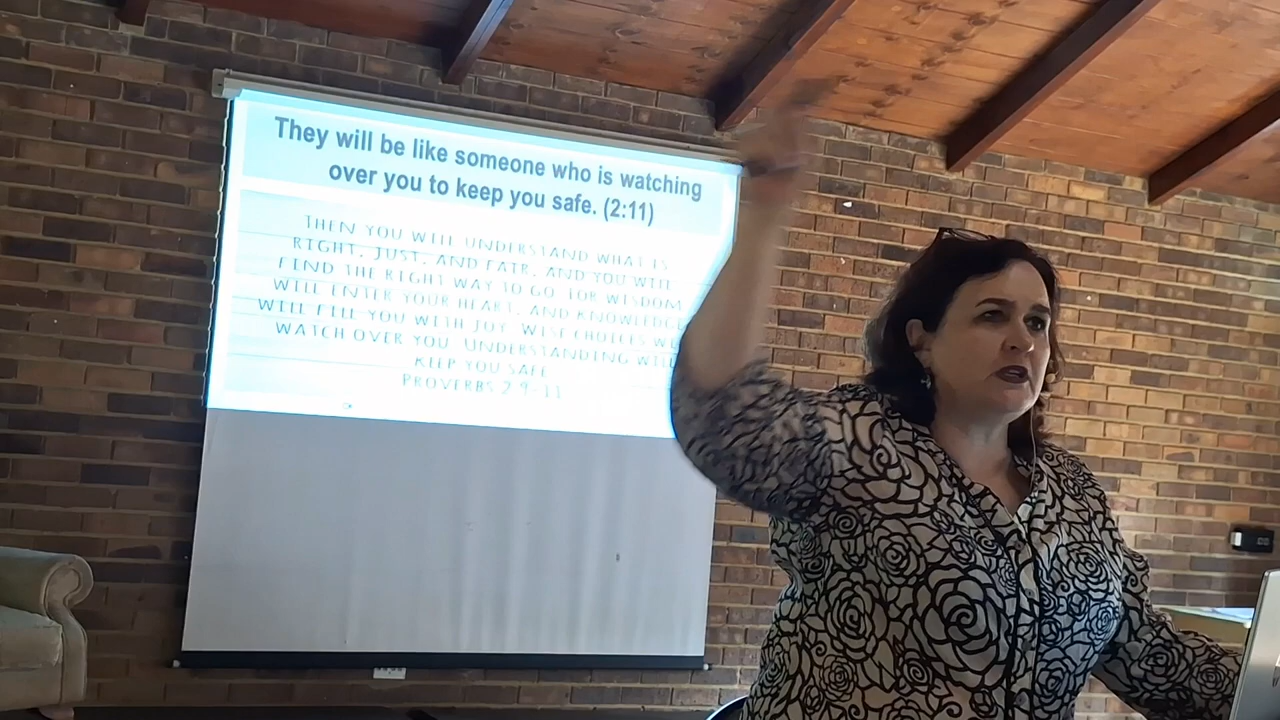 They will be like someone who is watching
over you to keep you safe. (2:11)
THEN YOU WILL UNDERSTAND WHAT IS
RIGHT, JUST, AND FAIR, AND YOU WILL
FIND THE RIGHT WAY TO GO. FOR WISDOM
WILL ENTER YOUR HEART, AND KNOWLEDGE
WILL FILL YOU WITH JOY. WISE CHOICES
WATCH OVER YOU. UNDERSTANDING WILL
KEEP YOU SAFE
PROVERBS 2:9-11